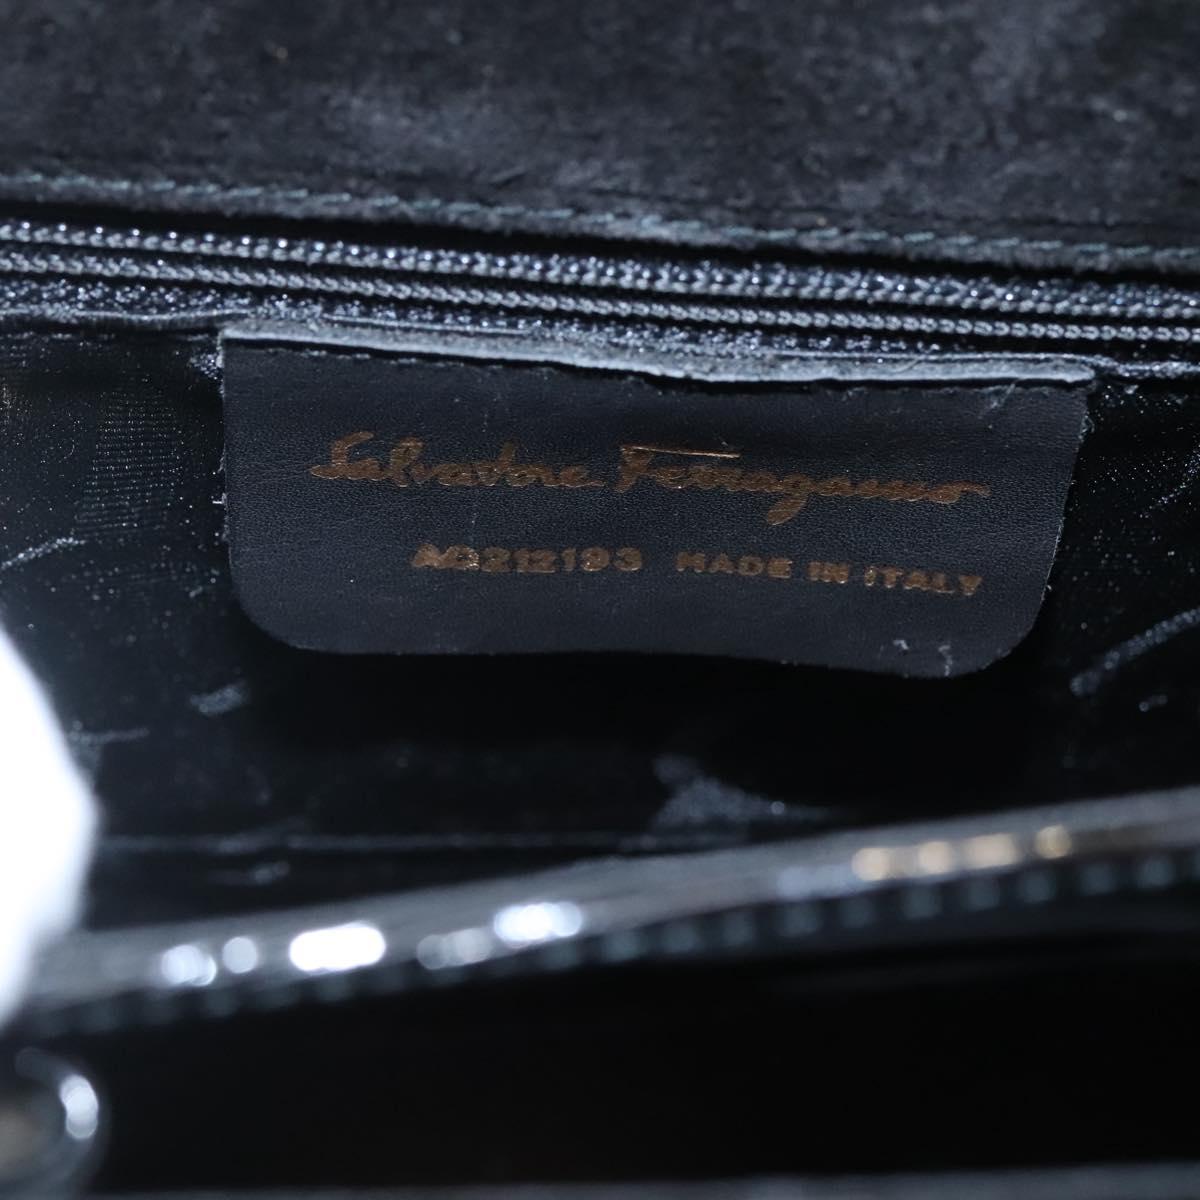 Salvatore Ferragamo
AQ212193 MADE IN ITALY